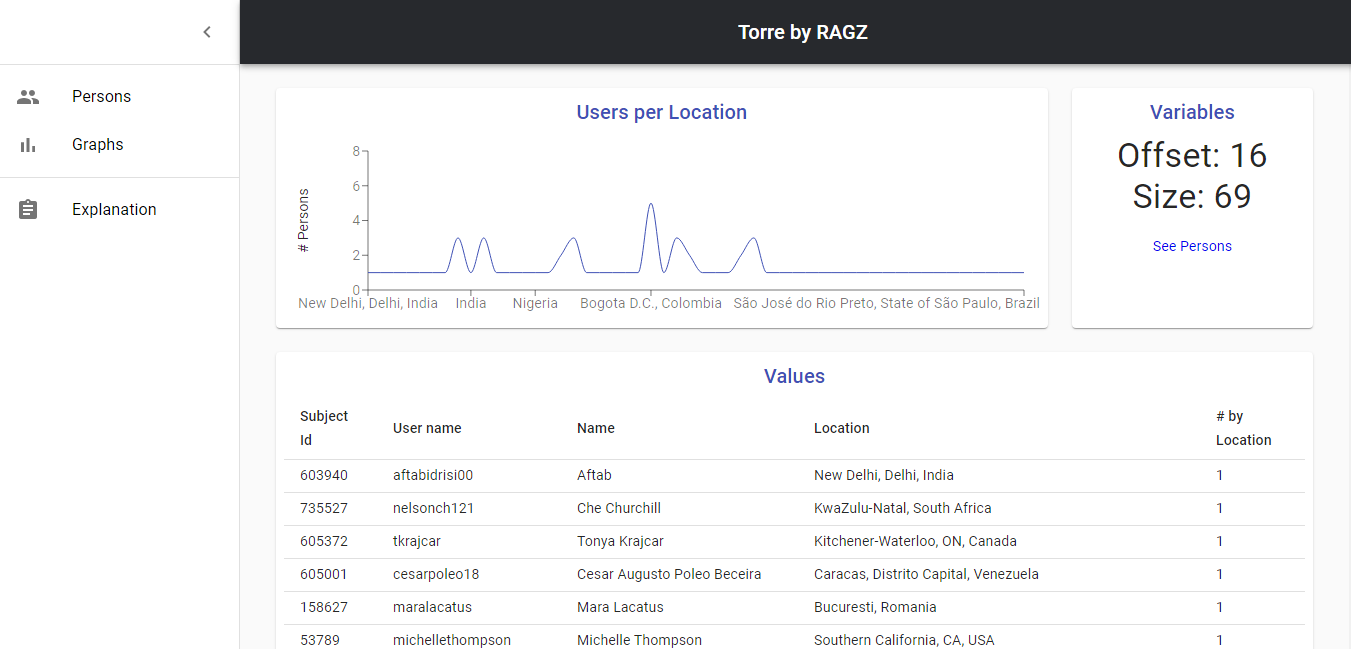 Torre by RAGZ
Persons
Graphs
Explanation
Users per Location
# Persons
8
6
4
2
0
New Delhi, Delhi, India India Nigeria Bogota D.C., Colombia São José do Rio Preto, State of São Paulo, Brazil
Variables
Offset: 16
Size: 69
See Persons
Values
Subject Id User name Name Location # by Location
603940 aftabidrisi00 Aftab New Delhi, Delhi, India 1
735527 nelsonch121 Che Churchill KwaZulu-Natal, South Africa 1
605372 tkrajcar Tonya Krajcar Kitchener-Waterloo, ON, Canada 1
605001 cesarpoleo18 Cesar Augusto Poleo Beceira Caracas, Distrito Capital, Venezuela 1
158627 maralacatus Mara Lacatus Bucuresti, Romania 1
53789 michellethompson Michelle Thompson Southern California, CA, USA 1